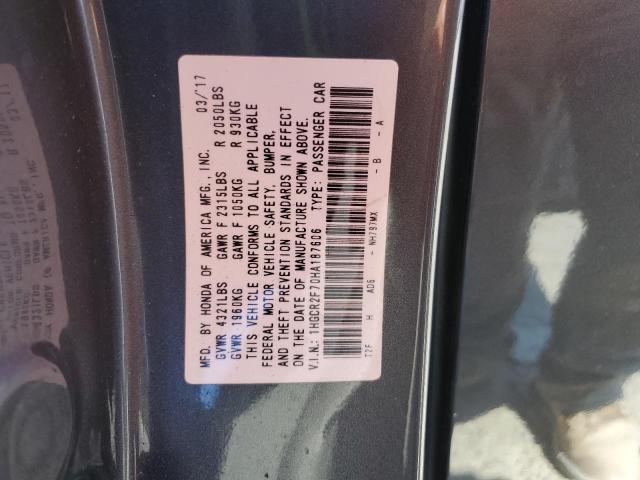 MFD. BY HONDA OF AMERICA MFG., INC. 03/'17
GVWR 4321LBS GAWR F 2315LBS R 2050LBS
GVWR 1960KG GAWR F 1050KG R 930KG
THIS VEHICLE CONFORMS TO ALL APPLICABLE
FEDERAL MOTOR VEHICLE SAFETY, BUMPER,
AND THEFT PREVENTION STANDARDS IN EFFECT
ON THE DATE OF MANUFACTURE SHOWN ABOVE.
V.I.N.: 1HGCR2F70HA187606 TYPE: PASSENGER CAR
T2F H AD6 - NH797MX - B - A